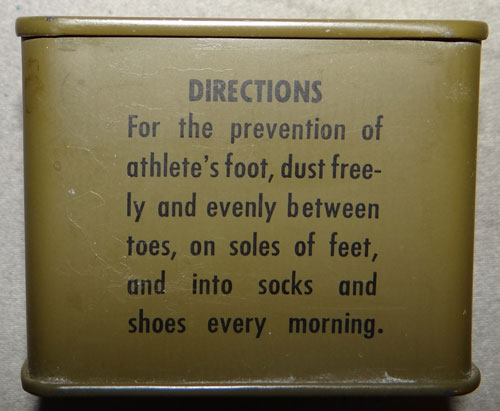 DIRECTIONS
For the prevention of
athlete's foot, dust free-
ly and evenly between
toes, on soles of feet,
and into socks and
shoes every morning.